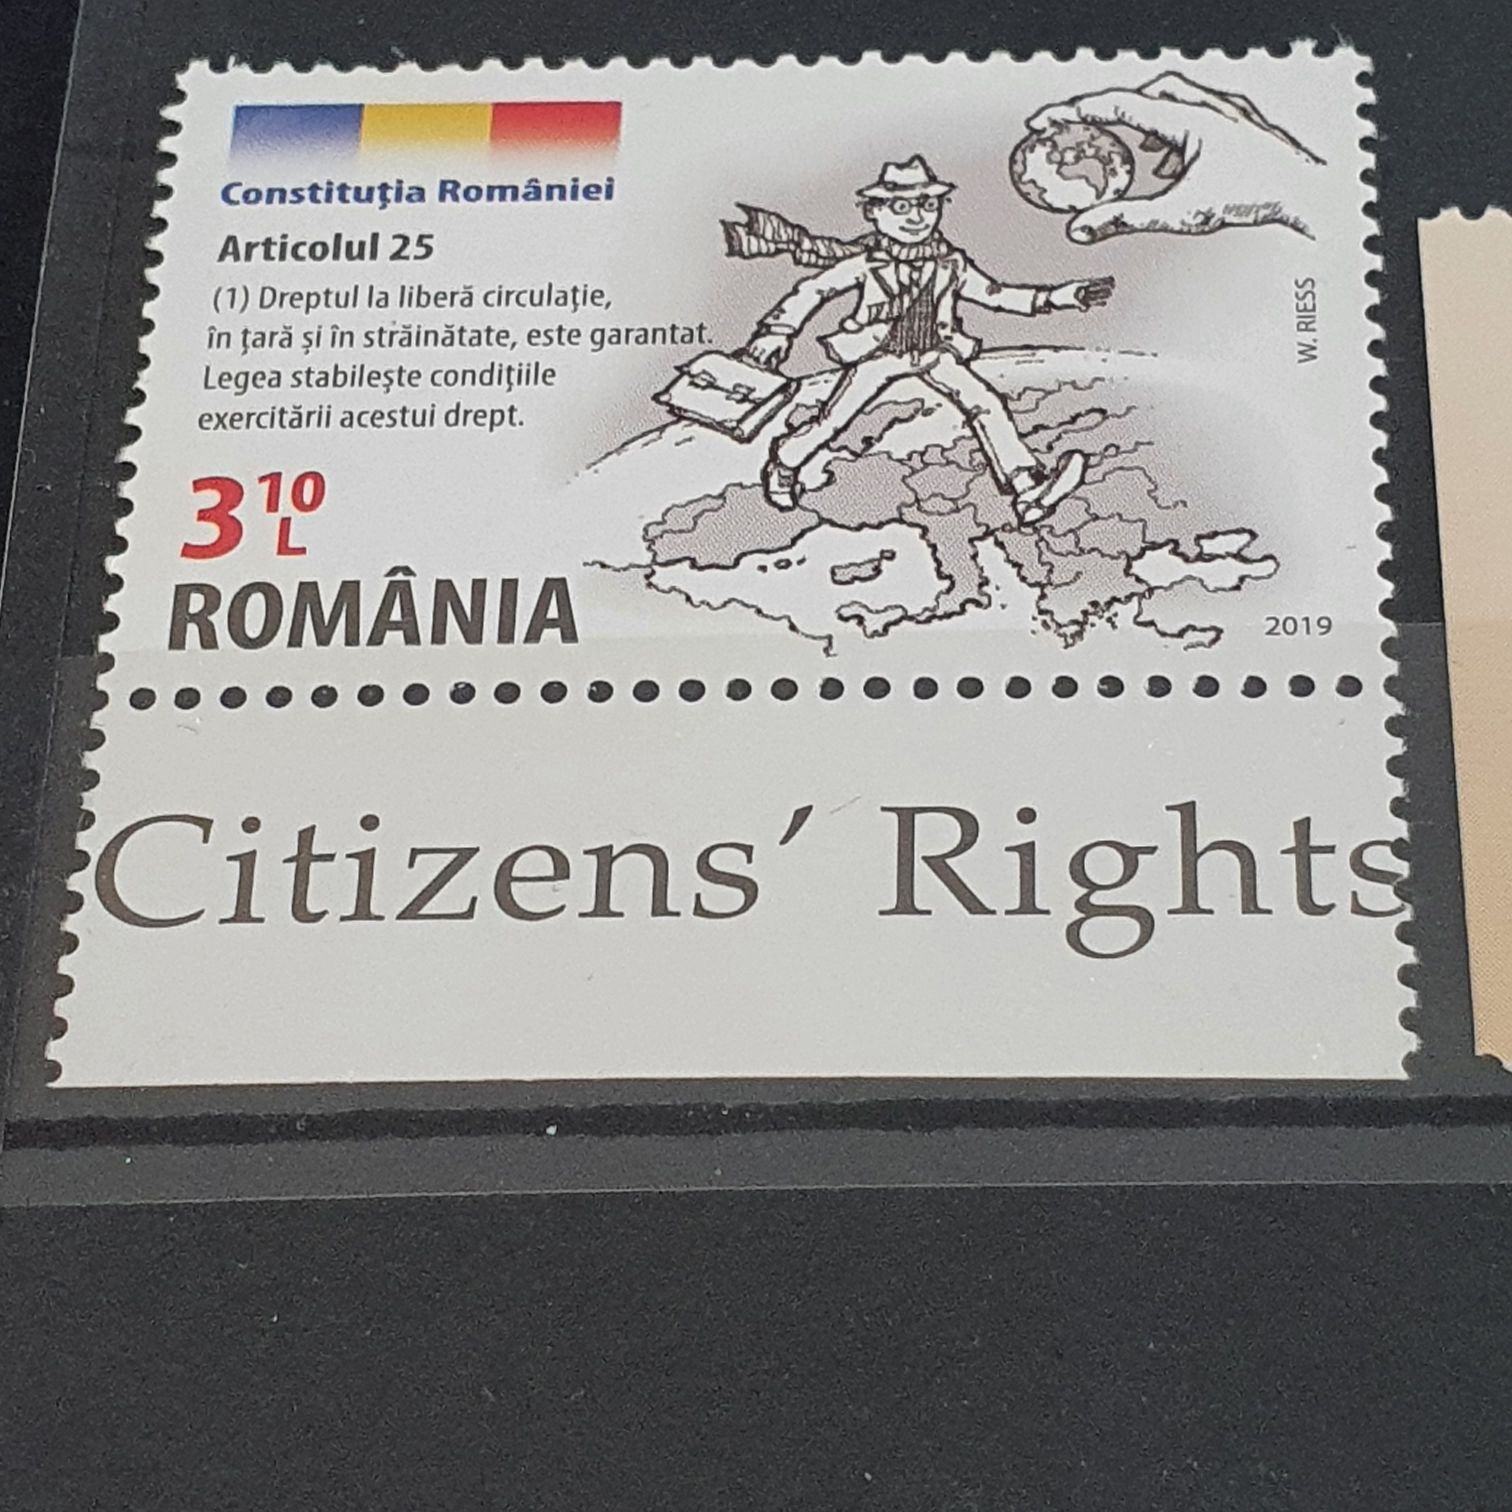 Constituţia României
Articolul 25
(1) Dreptul la liberă circulaţie,
în ţară şi în străinătate, este garantat.
Legea stabileşte condiţiile
exercitării acestui drept.
3 10 L
ROMÂNIA
W. RIESS
2019
Citizens' Rights